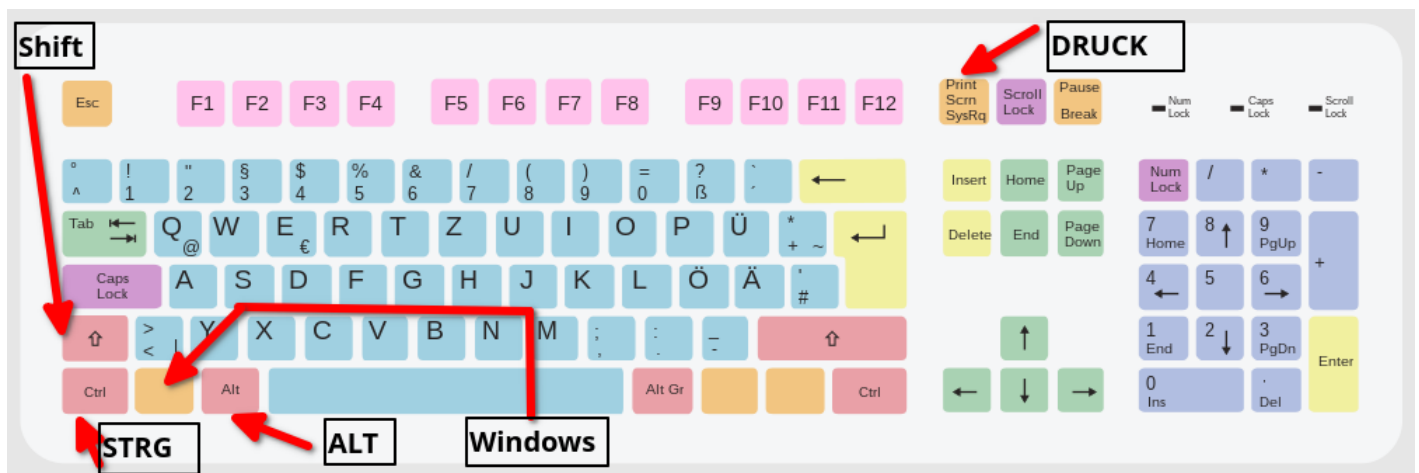 Shift
DRUCK
Esc F1 F2 F3 F4 F5 F6 F7 F8 F9 F10 F11 F12
Print
Scrn
SysRq
Scroll
Lock
Pause
Break
Num
Lock
Caps
Lock
Scroll
Lock
° ! " § $ % & / ( ) = ? `
^ 1 2 3 4 5 6 7 8 9 0 ß ´ ←
Insert Home Page
Up
Num
Lock
/ * -
Tab Q @ W E € R T Z U I O P Ü * + ~
Delete End Page
Down
7 8 ↑ 9 +
Home PgUp
Caps
Lock
A S D F G H J K L Ö Ä ' #
4 5 6
← →
⇧ > < | Y X C V B N M ; , : . _ - ⇧
↑
1 2 ↓ 3
End PgDn
Enter
Ctrl Alt Alt Gr Ctrl
← ↓ →
0 .
Ins Del
STRG
ALT
Windows